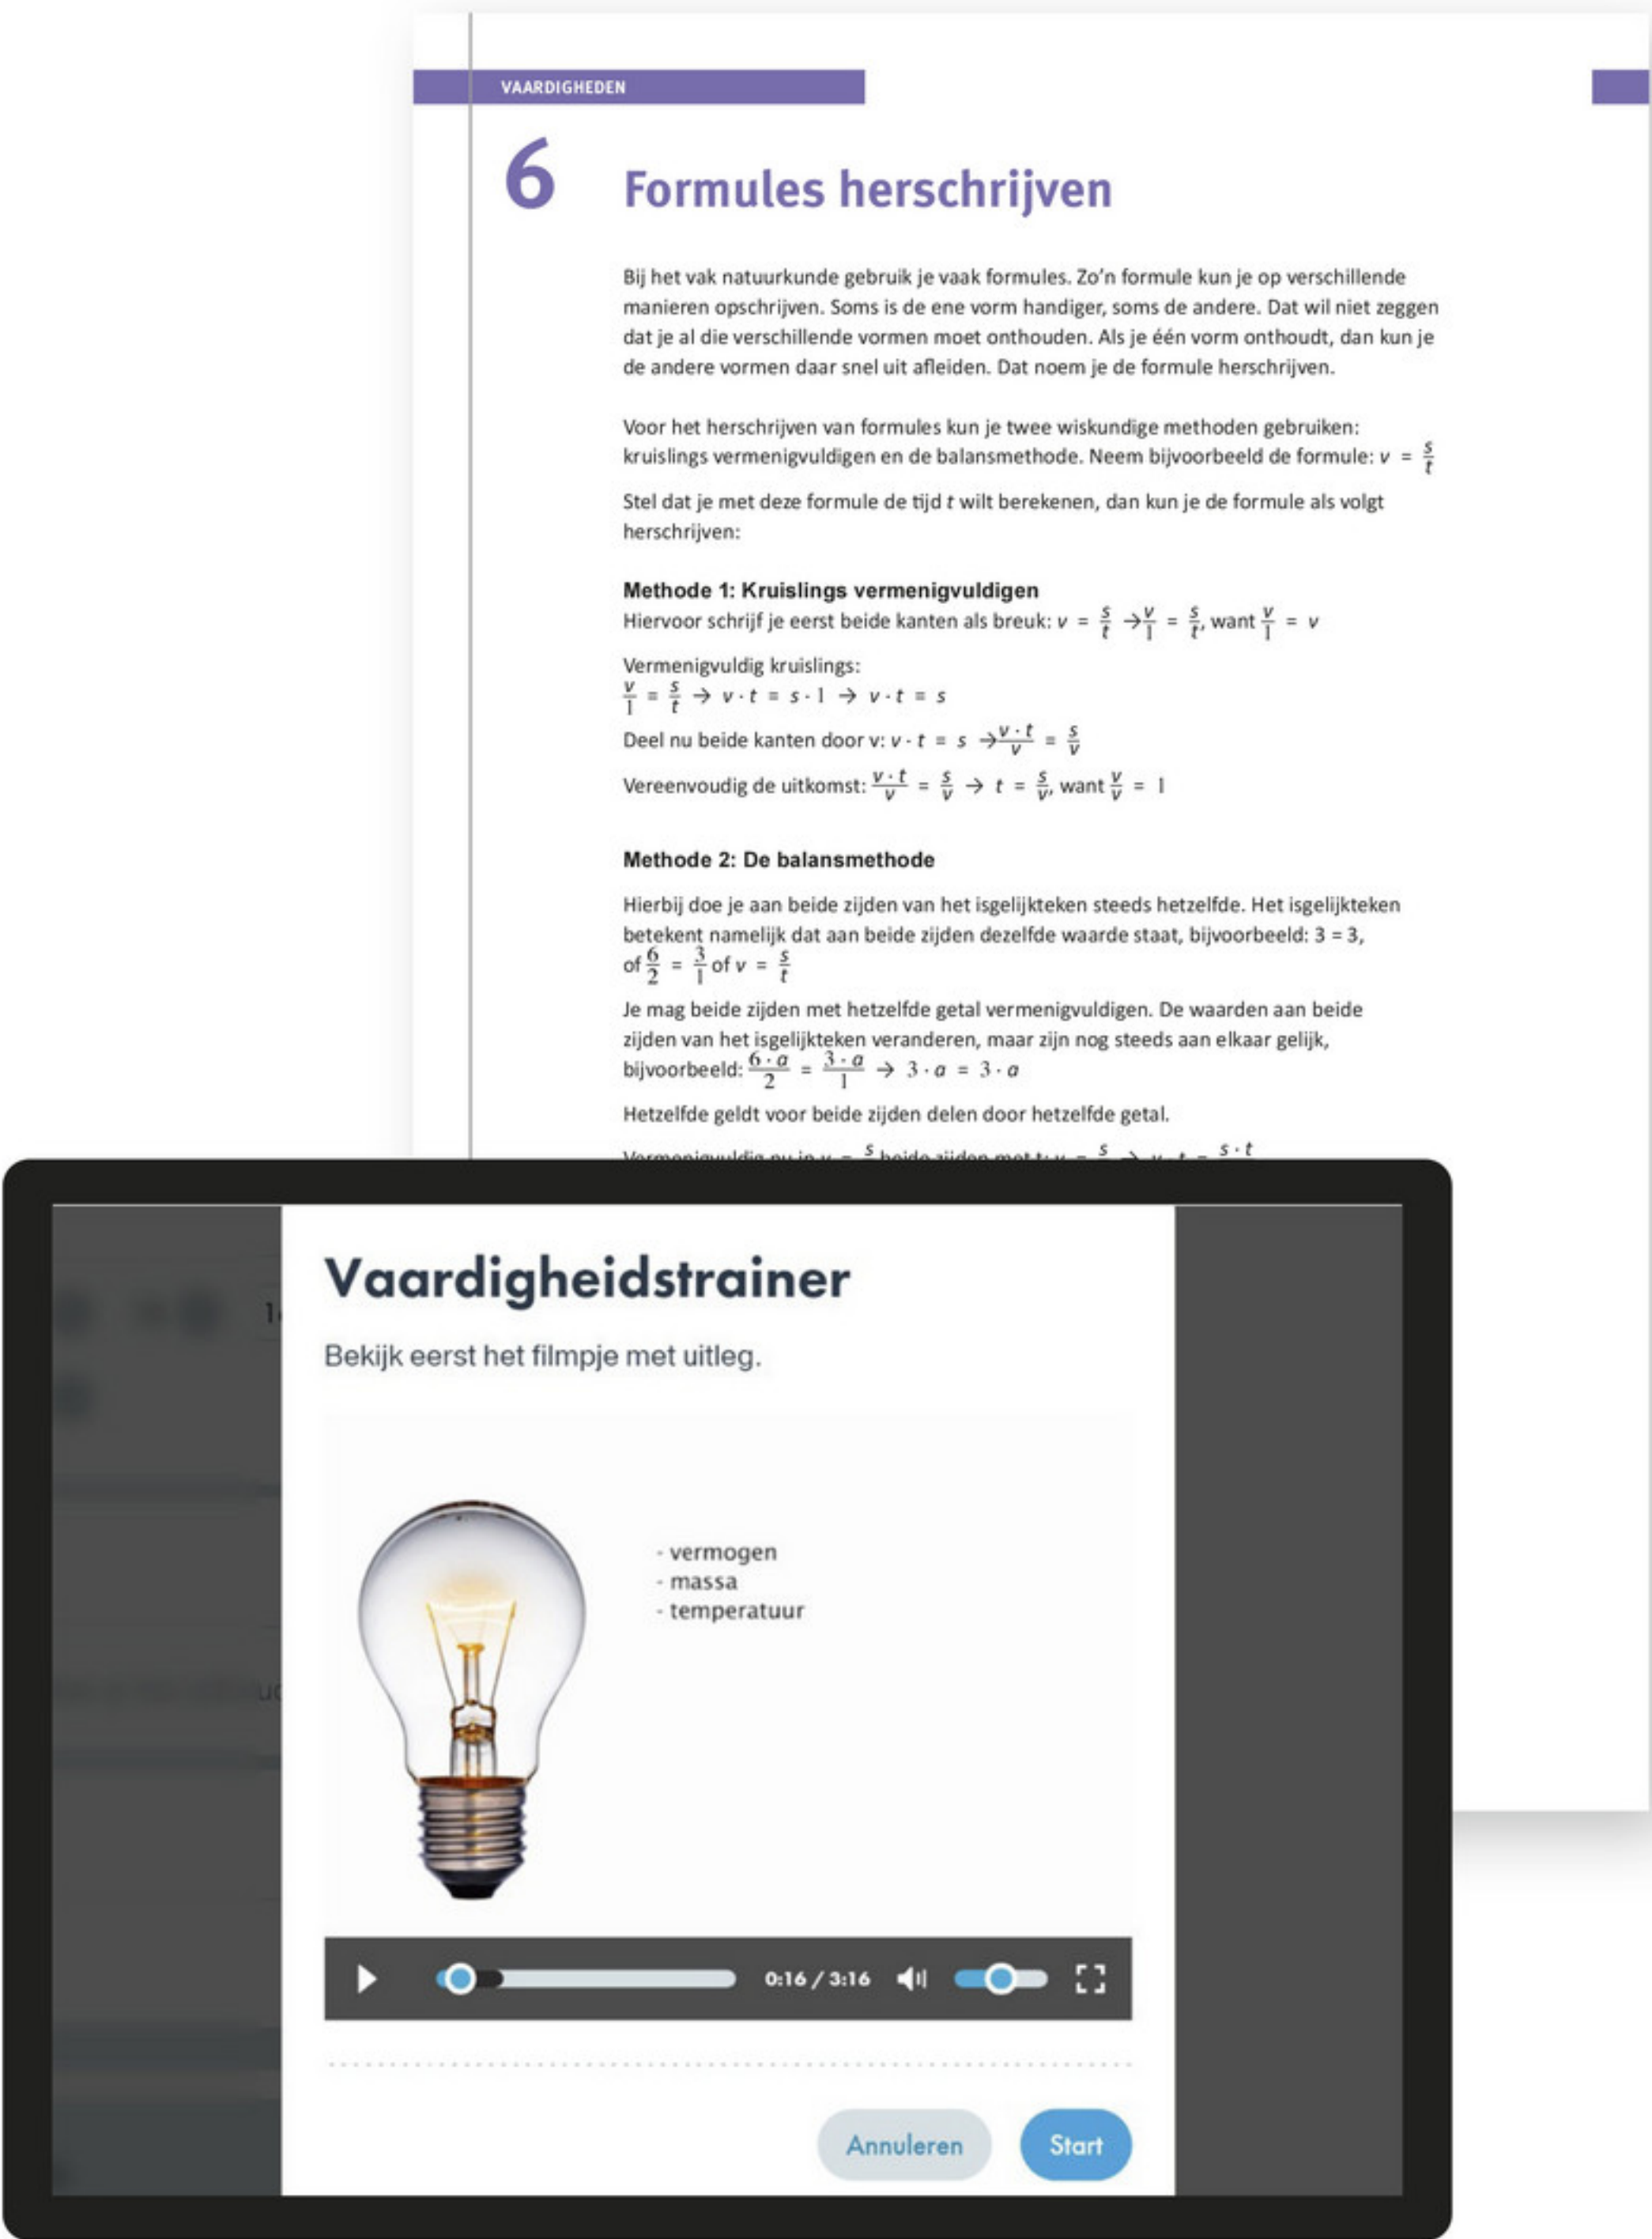 VAARDIGHEDEN
6 Formules herschrijven
Bij het vak natuurkunde gebruik je vaak formules. Zo'n formule kun je op verschillende
manieren opschrijven. Soms is de ene vorm handiger, soms de andere. Dat wil niet zeggen
dat je al die verschillende vormen moet onthouden. Als je één vorm onthoudt, dan kun je
de andere vormen daar snel uit afleiden. Dat noem je de formule herschrijven.
Voor het herschrijven van formules kun je twee wiskundige methoden gebruiken:
kruislings vermenigvuldigen en de balansmethode. Neem bijvoorbeeld de formule: v = s/t
Stel dat je met deze formule de tijd t wilt berekenen, dan kun je de formule als volgt
herschrijven:
Methode 1: Kruislings vermenigvuldigen
Hiervoor schrijf je eerst beide kanten als breuk: v = s/t → v/1 = s/t, want v/1 = v
Vermenigvuldig kruislings:
v/1 = s/t → v · t = s · 1 → v · t = s
Deel nu beide kanten door v: v · t = s → v · t/v = s/v
Vereenvoudig de uitkomst: v · t/v = s/v → t = s/v, want v/v = 1
Methode 2: De balansmethode
Hierbij doe je aan beide zijden van het isgelijkteken steeds hetzelfde. Het isgelijkteken
betekent namelijk dat aan beide zijden dezelfde waarde staat, bijvoorbeeld: 3 = 3,
of 6/2 = 3/1 of v = s/t
Je mag beide zijden met hetzelfde getal vermenigvuldigen. De waarden aan beide
zijden van het isgelijkteken veranderen, maar zijn nog steeds aan elkaar gelijk,
bijvoorbeeld: 6 · a/2 = 3 · a/1 → 3 · a = 3 · a
Hetzelfde geldt voor beide zijden delen door hetzelfde getal.
Vermenigvuldig nu in v = s beide zijden met t: v = s → v · t = s · t
Vaardigheidstrainer
Bekijk eerst het filmpje met uitleg.
- vermogen
- massa
- temperatuur
0:16 / 3:16
Annuleren
Start